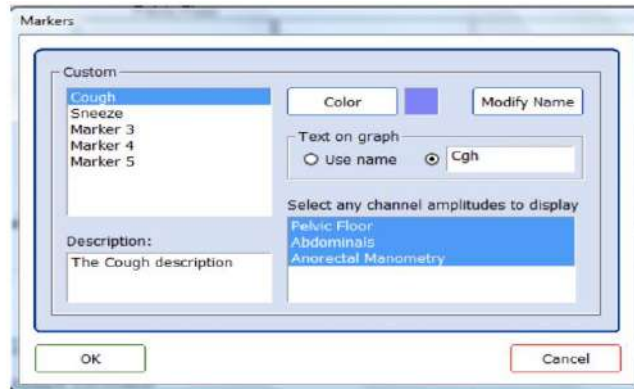 Markers
Custom
Cough
Sneeze
Marker 3
Marker 4
Marker 5
Color
Modify Name
Text on graph
Use name
Cgh
Select any channel amplitudes to display
Pelvic Floor
Abdominals
Anorectal Manometry
Description:
The Cough description
OK
Cancel